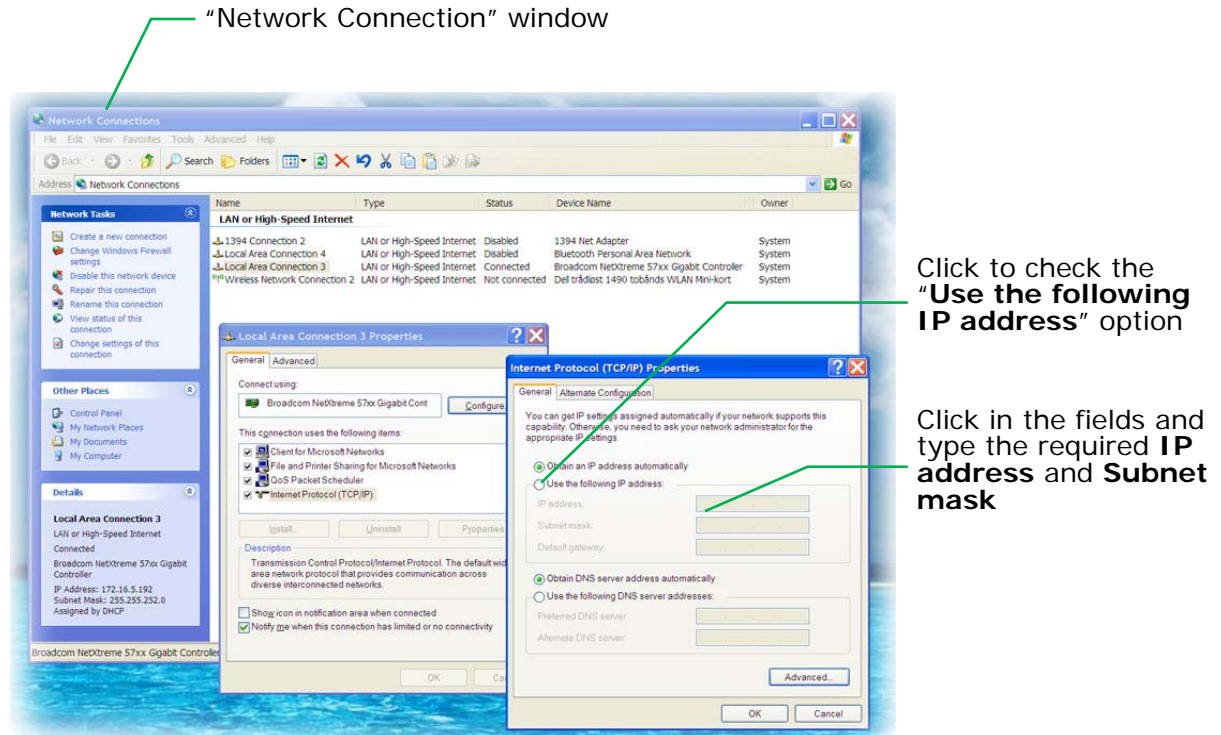 “Network Connection” window
Network Connections
File Edit View Favorites Tools Advanced Help
Back Search Folders
Address Network Connections Go
Name Type Status Device Name Owner
LAN or High-Speed Internet
1394 Connection 2 LAN or High-Speed Internet Disabled 1394 Net Adapter System
Local Area Connection 4 LAN or High-Speed Internet Disabled Bluetooth Personal Area Network System
Local Area Connection 3 LAN or High-Speed Internet Connected Broadcom NetXtreme 57xx Gigabit Controller System
Wireless Network Connection 2 LAN or High-Speed Internet Not connected Dell trådløst 1490 tobånds WLAN Mini-kort System
Network Tasks
Create a new connection
Change Windows Firewall
settings
Disable this network device
Repair this connection
Rename this connection
View status of this
connection
Change settings of this
connection
Other Places
Control Panel
My Network Places
My Documents
My Computer
Details
Local Area Connection 3
LAN or High-Speed Internet
Connected
Broadcom NetXtreme 57xx Gigabit
Controller
IP Address: 172.16.5.192
Subnet Mask: 255.255.252.0
Assigned by DHCP
Broadcom NetXtreme 57xx Gigabit
Local Area Connection 3 Properties
General Advanced
Connect using:
Broadcom NetXtreme 57xx Gigabit Cont
Configure.
This connection uses the following items:
Client for Microsoft Networks
File and Printer Sharing for Microsoft Networks
QoS Packet Scheduler
Internet Protocol (TCP/IP)
Install... Uninstall Properties
Description
Transmission Control Protocol/Internet Protocol. The default wid
area network protocol that provides communication across
diverse interconnected networks.
Show icon in notification area when connected
Notify me when this connection has limited or no connectivity
OK Ca
Internet Protocol (TCP/IP) Properties
General Alternate Configuration
You can get IP settings assigned automatically if your network supports this
capability. Otherwise, you need to ask your network administrator for the
appropriate IP settings.
Obtain an IP address automatically
Use the following IP address:
IP address:
Subnet mask:
Default gateway:
Obtain DNS server address automatically
Use the following DNS server addresses:
Preferred DNS server:
Alternate DNS server:
Advanced...
OK Cancel
Click to check the
“Use the following
IP address” option
Click in the fields and
type the required IP
address and Subnet
mask